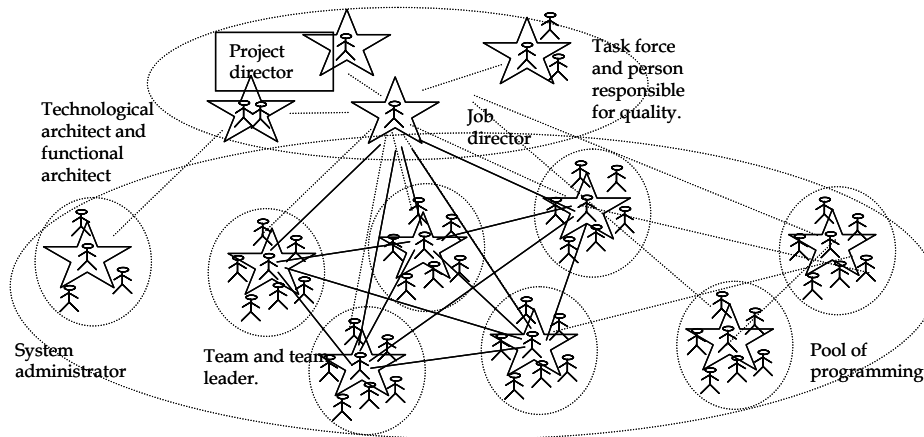 Project
director
Task force
and person
responsible
for quality.
Technological
architect and
functional
architect
Job
director
System
administrator
Team and team
leader.
Pool of
programming